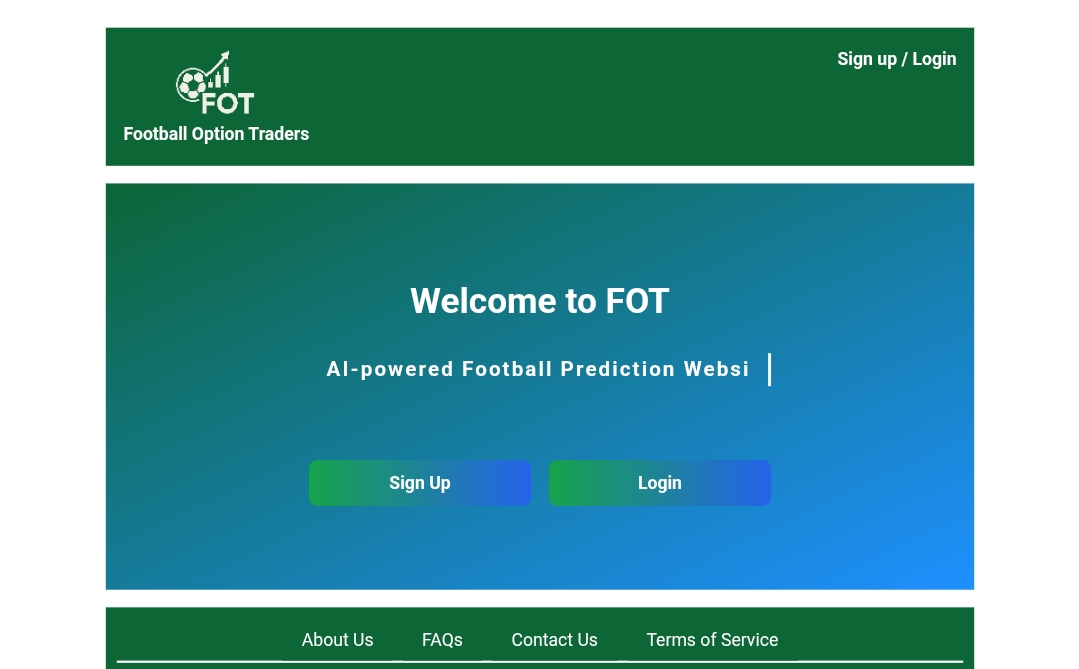 FOT
Football Option Traders
Sign up / Login
Welcome to FOT
AI-powered Football Prediction Websi
Sign Up
Login
About Us
FAQs
Contact Us
Terms of Service